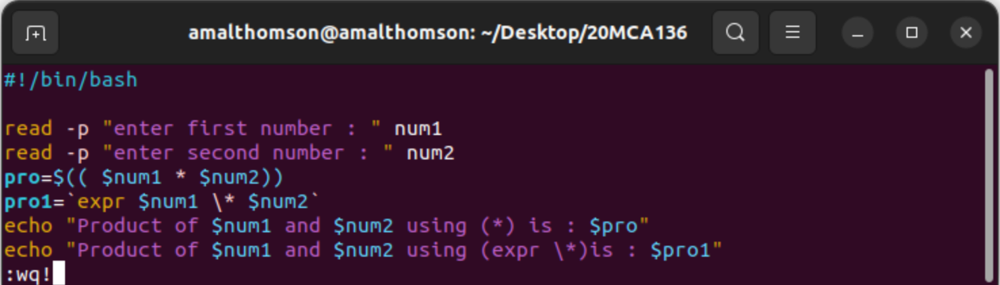 amalthomson@amalthomson: ~/Desktop/20MCA136
#!/bin/bash
read -p "enter first number : " num1
read -p "enter second number : " num2
pro=$(( $num1 * $num2))
pro1=`expr $num1 \* $num2`
echo "Product of $num1 and $num2 using (*) is : $pro"
echo "Product of $num1 and $num2 using (expr \*)is : $pro1"
:wq!